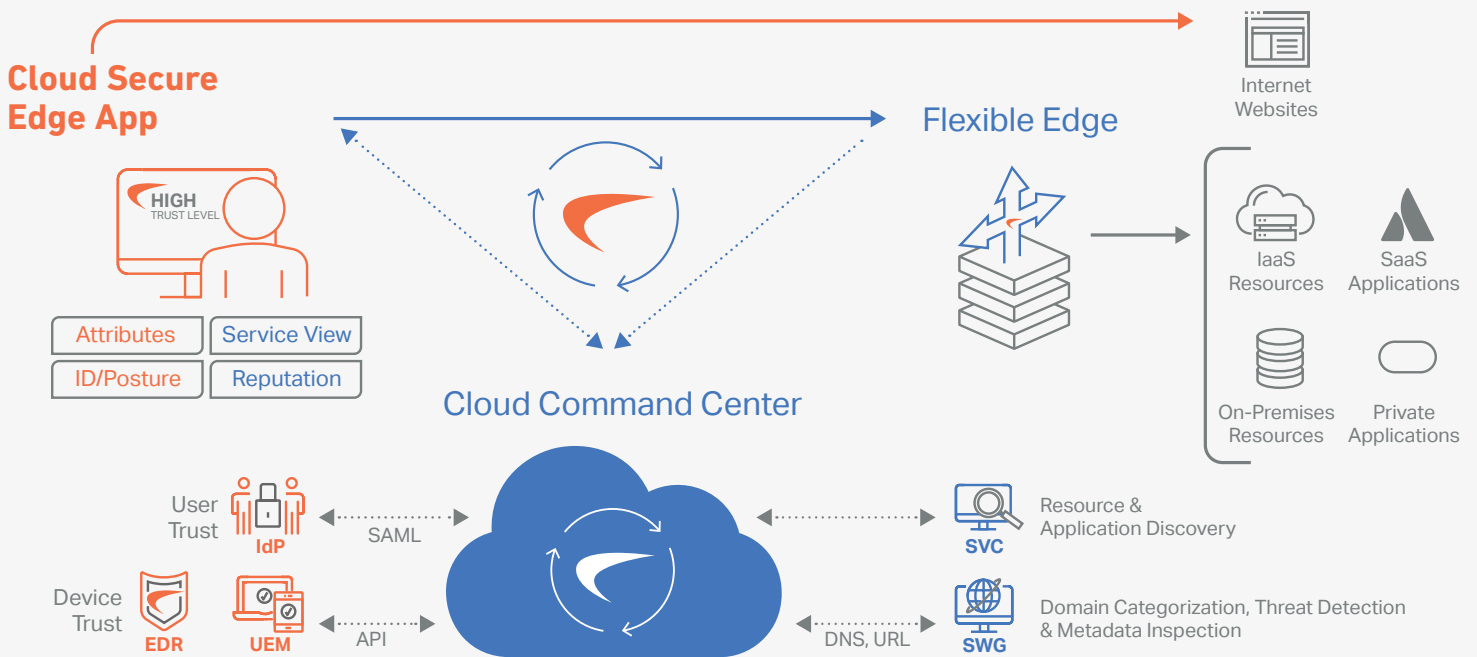 Cloud Secure
Edge App
Internet
Websites
Flexible Edge
HIGH
TRUST LEVEL
IaaS
Resources
SaaS
Applications
Attributes
Service View
ID/Posture
Reputation
On-Premises
Resources
Private
Applications
Cloud Command Center
User
Trust
IdP
SAML
SVC
Resource &
Application Discovery
Device
Trust
EDR
UEM
API
DNS, URL
SWG
Domain Categorization, Threat Detection
& Metadata Inspection